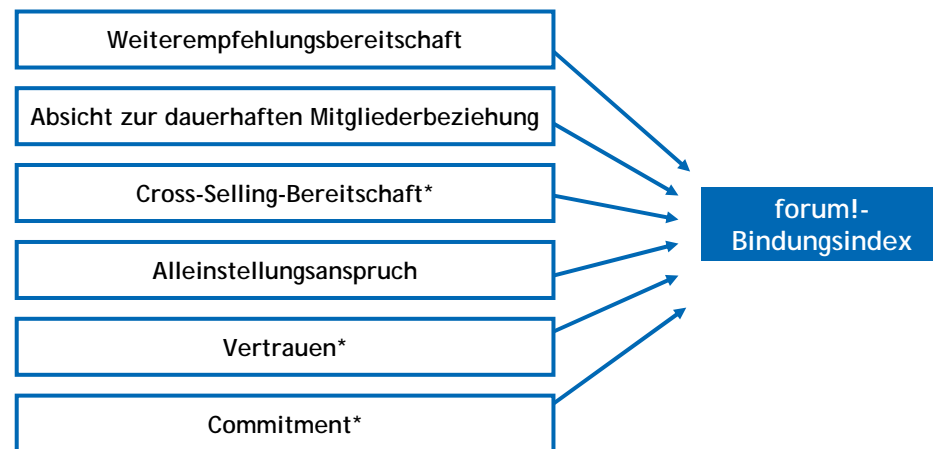 Weiterempfehlungsbereitschaft
Absicht zur dauerhaften Mitgliederbeziehung
Cross-Selling-Bereitschaft*
Alleinstellungsanspruch
Vertrauen*
Commitment*
forum!-
Bindungsindex